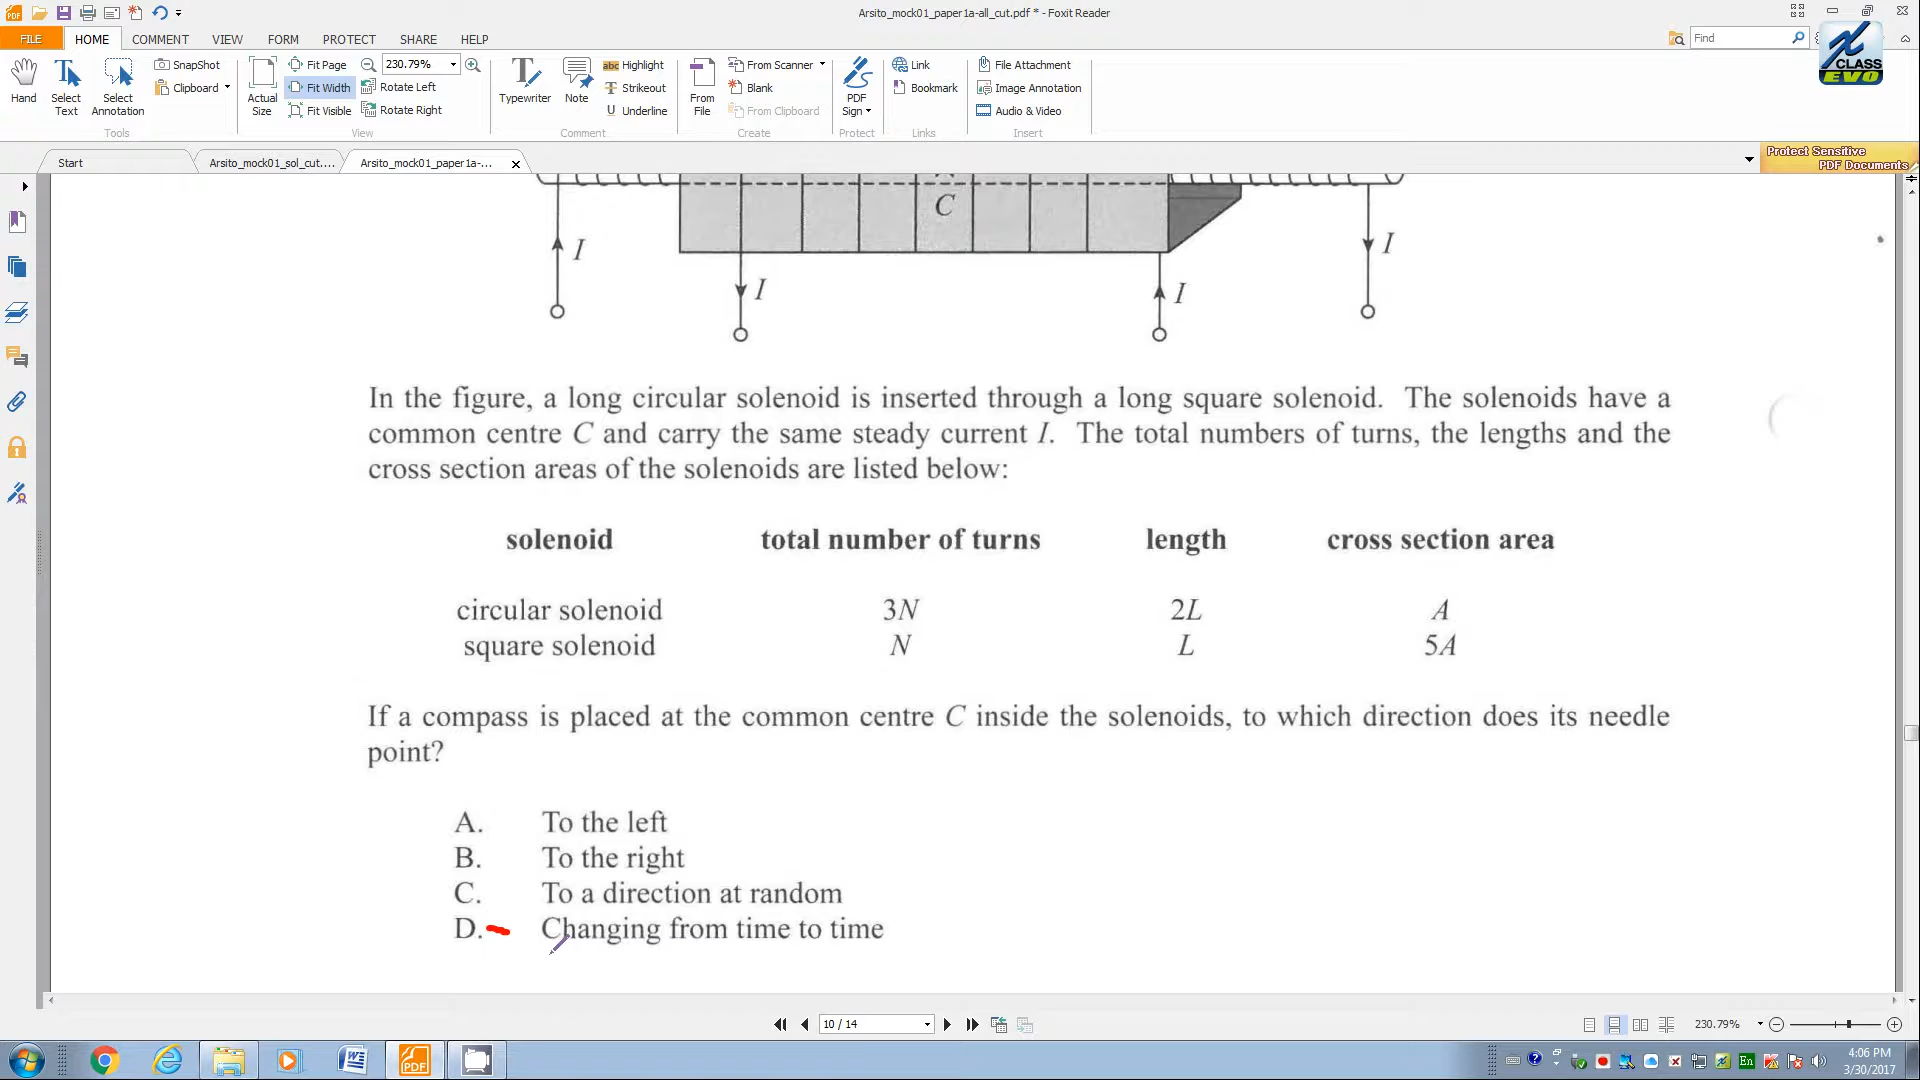 Arsito_mock01_paper1a-all_cut.pdf * - Foxit Reader
FILE HOME COMMENT VIEW FORM PROTECT SHARE HELP
Find
CLASS
EVO
Hand
Select Text
Select Annotation
SnapShot
Clipboard
Tools
Actual Size
Fit Page
Fit Width
Fit Visible
230.79%
Rotate Left
Rotate Right
View
Typewriter
Note
Highlight
Strikeout
Underline
Comment
From File
From Scanner
Blank
From Clipboard
Create
PDF Sign
Protect
Link
Bookmark
Links
File Attachment
Image Annotation
Audio & Video
Insert
Start
Arsito_mock01_sol_cut....
Arsito_mock01_paper1a-...
Protect Sensitive
PDF Documents
C
I
I
I
I
In the figure, a long circular solenoid is inserted through a long square solenoid. The solenoids have a
common centre C and carry the same steady current I. The total numbers of turns, the lengths and the
cross section areas of the solenoids are listed below:
solenoid total number of turns length cross section area
circular solenoid 3N 2L A
square solenoid N L 5A
If a compass is placed at the common centre C inside the solenoids, to which direction does its needle
point?
A. To the left
B. To the right
C. To a direction at random
D. Changing from time to time
10 / 14
230.79%
PDF
En
4:06 PM
3/30/2017